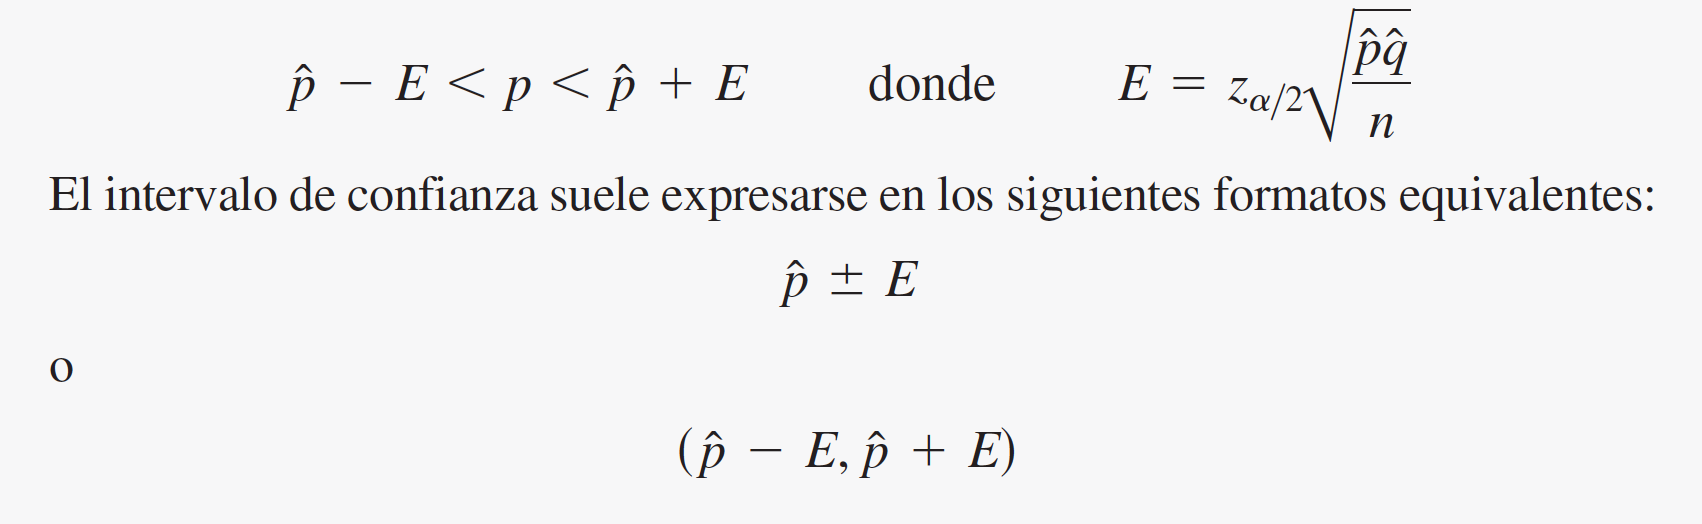 p̂ − E < p < p̂ + E donde E = z_{α/2}√(p̂q̂/n)
El intervalo de confianza suele expresarse en los siguientes formatos equivalentes:
p̂ ± E
o
(p̂ − E, p̂ + E)